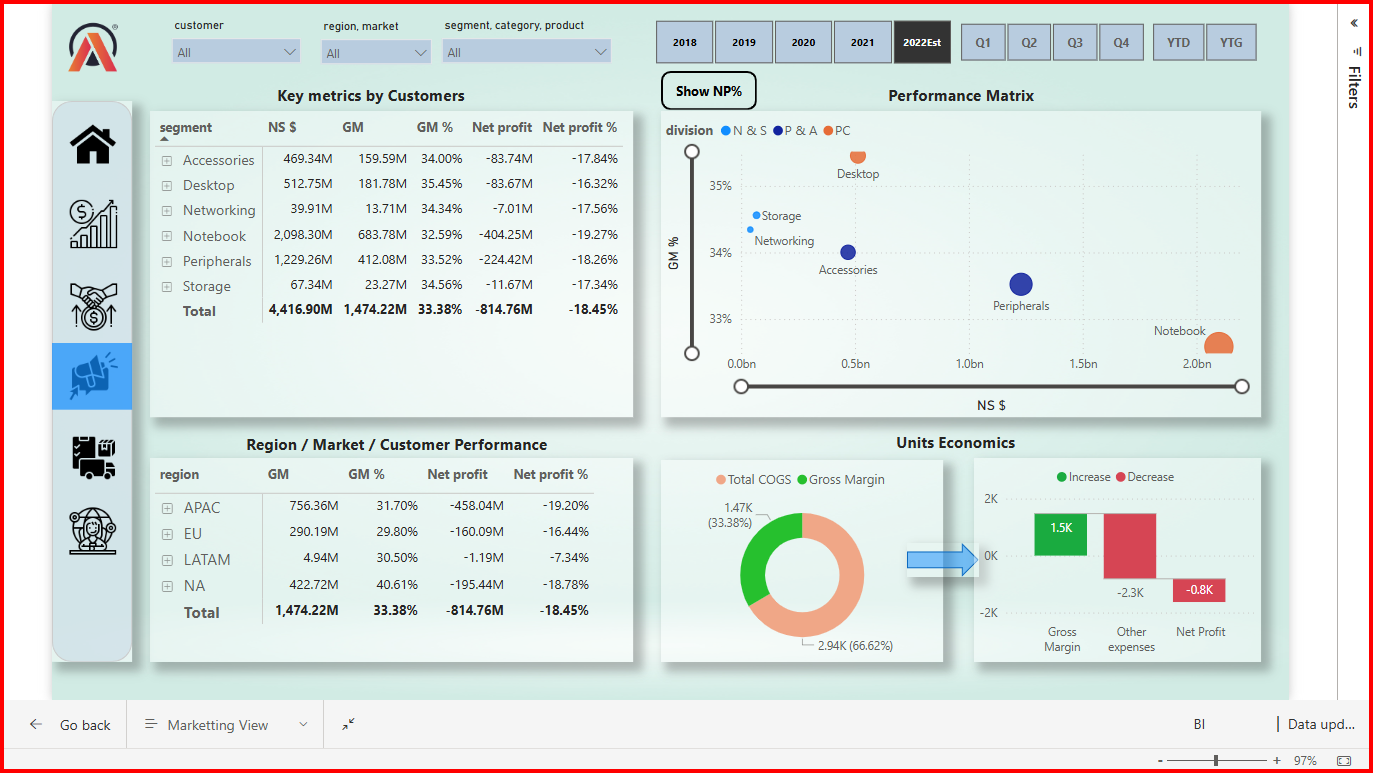 customer
region, market
segment, category, product
All
All
All
2018
2019
2020
2021
2022Est
Q1
Q2
Q3
Q4
YTD
YTG
«
Filters
®
Key metrics by Customers
segment NS $ GM GM % Net profit Net profit %
Accessories 469.34M 159.59M 34.00% -83.74M -17.84%
Desktop 512.75M 181.78M 35.45% -83.67M -16.32%
Networking 39.91M 13.71M 34.34% -7.01M -17.56%
Notebook 2,098.30M 683.78M 32.59% -404.25M -19.27%
Peripherals 1,229.26M 412.08M 33.52% -224.42M -18.26%
Storage 67.34M 23.27M 34.56% -11.67M -17.34%
Total 4,416.90M 1,474.22M 33.38% -814.76M -18.45%
Show NP%
Performance Matrix
division N & S P & A PC
GM %
35%
34%
33%
Desktop
Storage
Networking
Accessories
Peripherals
Notebook
0.0bn 0.5bn 1.0bn 1.5bn 2.0bn
NS $
Region / Market / Customer Performance
region GM GM % Net profit Net profit %
APAC 756.36M 31.70% -458.04M -19.20%
EU 290.19M 29.80% -160.09M -16.44%
LATAM 4.94M 30.50% -1.19M -7.34%
NA 422.72M 40.61% -195.44M -18.78%
Total 1,474.22M 33.38% -814.76M -18.45%
Units Economics
Total COGS Gross Margin
1.47K
(33.38%)
2.94K (66.62%)
Increase Decrease
2K
0K
-2K
1.5K
-2.3K
-0.8K
Gross
Margin
Other
expenses
Net Profit
Go back
Marketting View
BI
Data upd...
- + 97%